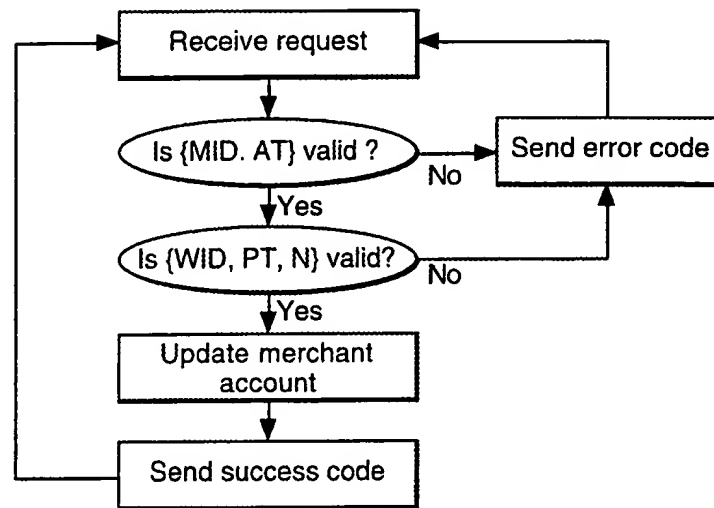 Receive request
Is {MID. AT} valid ?
No
Send error code
Yes
Is {WID, PT, N} valid?
No
Yes
Update merchant
account
Send success code